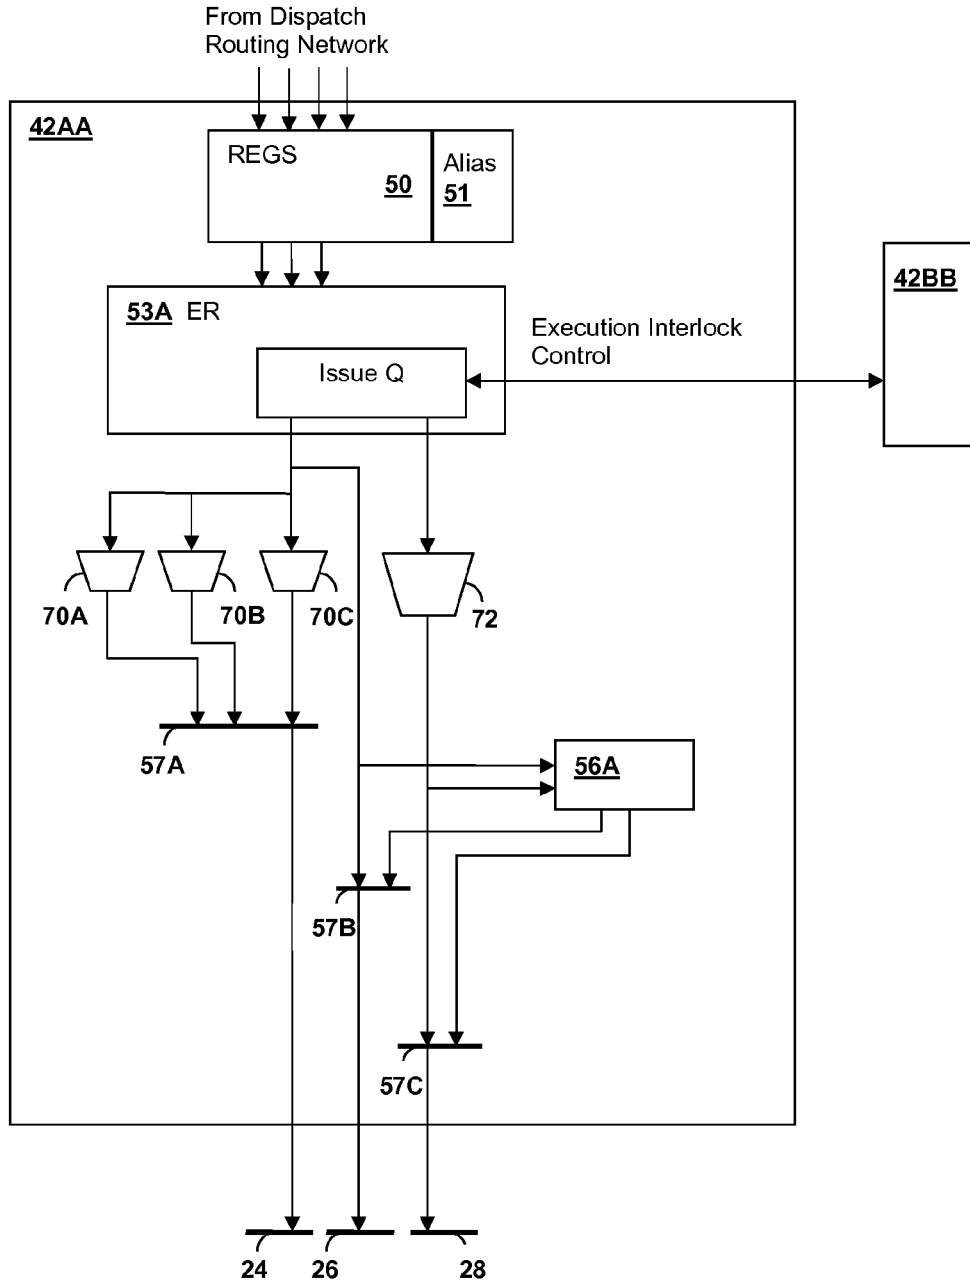 From Dispatch
Routing Network
42AA
REGS
50
Alias
51
42BB
53A ER
Execution Interlock
Control
Issue Q
70A
70B
70C
72
57A
56A
57B
57C
24
26
28